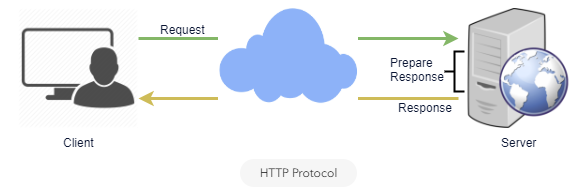 Request
Prepare
Response
Response
Client
Server
HTTP Protocol